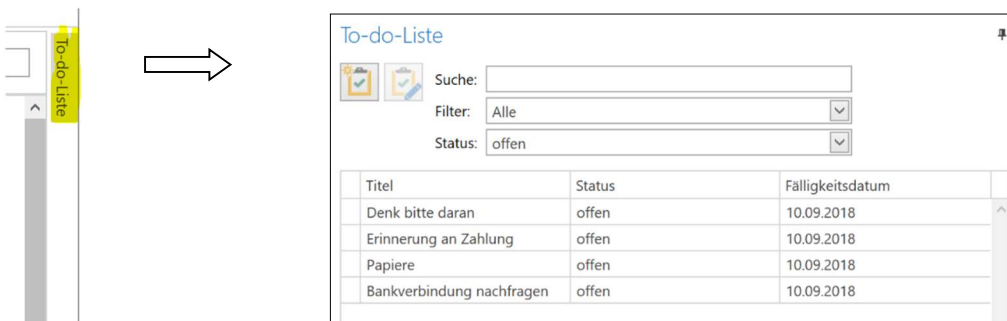 To-do-Liste
To-do-Liste
Suche:
Filter: Alle
Status: offen
Titel Status Fälligkeitsdatum
Denk bitte daran offen 10.09.2018
Erinnerung an Zahlung offen 10.09.2018
Papiere offen 10.09.2018
Bankverbindung nachfragen offen 10.09.2018